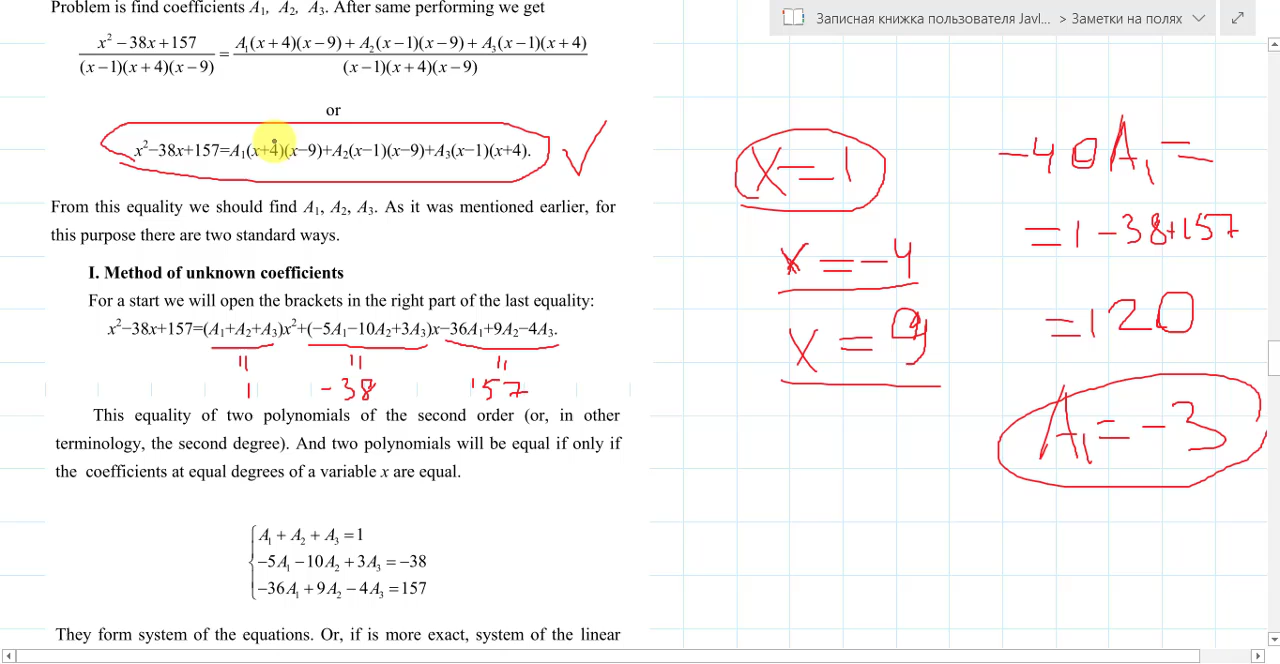 Problem is find coefficients A₁, A₂, A₃. After same performing we get
Записная книжка пользователя Javl... > Заметки на полях
x² − 38x + 157 / (x − 1)(x + 4)(x − 9) = A₁(x + 4)(x − 9) + A₂(x − 1)(x − 9) + A₃(x − 1)(x + 4) / (x − 1)(x + 4)(x − 9)
or
x²−38x+157=A₁(x+4)(x−9)+A₂(x−1)(x−9)+A₃(x−1)(x+4).
From this equality we should find A₁, A₂, A₃. As it was mentioned earlier, for
this purpose there are two standard ways.
I. Method of unknown coefficients
For a start we will open the brackets in the right part of the last equality:
x²−38x+157=(A₁+A₂+A₃)x²+(−5A₁−10A₂+3A₃)x−36A₁+9A₂−4A₃.
1 −38 157
This equality of two polynomials of the second order (or, in other
terminology, the second degree). And two polynomials will be equal if only if
the coefficients at equal degrees of a variable x are equal.
A₁ + A₂ + A₃ = 1
−5A₁ − 10A₂ + 3A₃ = −38
−36A₁ + 9A₂ − 4A₃ = 157
They form system of the equations. Or, if is more exact, system of the linear
x = 1
x = −4
x = 9
−40A₁ =
= 1 − 38 + 157
= 120
A₁ = −3